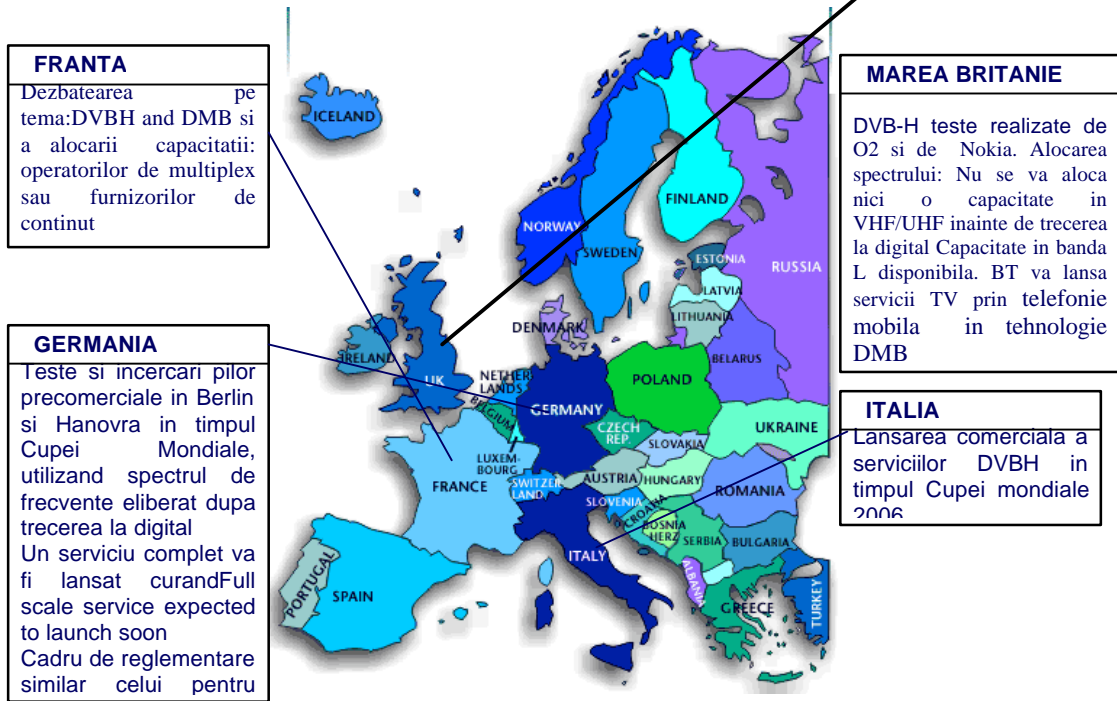 FRANTA
Dezbatearea pe
tema:DVBH and DMB si
a alocarii capacitatii:
operatorilor de multiplex
sau furnizorilor de
continut
GERMANIA
Teste si incercari pilor
precomerciale in Berlin
si Hanovra in timpul
Cupei Mondiale,
utilizand spectrul de
frecvente eliberat dupa
trecerea la digital
Un serviciu complet va
fi lansat curandFull
scale service expected
to launch soon
Cadru de reglementare
similar celui pentru
ICELAND
NORWAY
SWEDEN
FINLAND
RUSSIA
ESTONIA
LATVIA
LITHUANIA
DENMARK
IRELAND
UK
NETHER
LANDS
BELGIUM
GERMANY
POLAND
BELARUS
LUXEM-
BOURG
CZECH
REP.
SLOVAKIA
UKRAINE
FRANCE
SWITZER
LAND
AUSTRIA
HUNGARY
SLOVENIA
CROATIA
ROMANIA
BOSNIA
HERZ
SERBIA
BULGARIA
ITALY
ALBANIA
PORTUGAL
SPAIN
GREECE
TURKEY
MAREA BRITANIE
DVB-H teste realizate de
O2 si de Nokia. Alocarea
spectrului: Nu se va aloca
nici o capacitate in
VHF/UHF inainte de trecerea
la digital Capacitate in banda
L disponibila. BT va lansa
servicii TV prin telefonie
mobila in tehnologie
DMB
ITALIA
Lansarea comerciala a
serviciilor DVBH in
timpul Cupei mondiale
2006